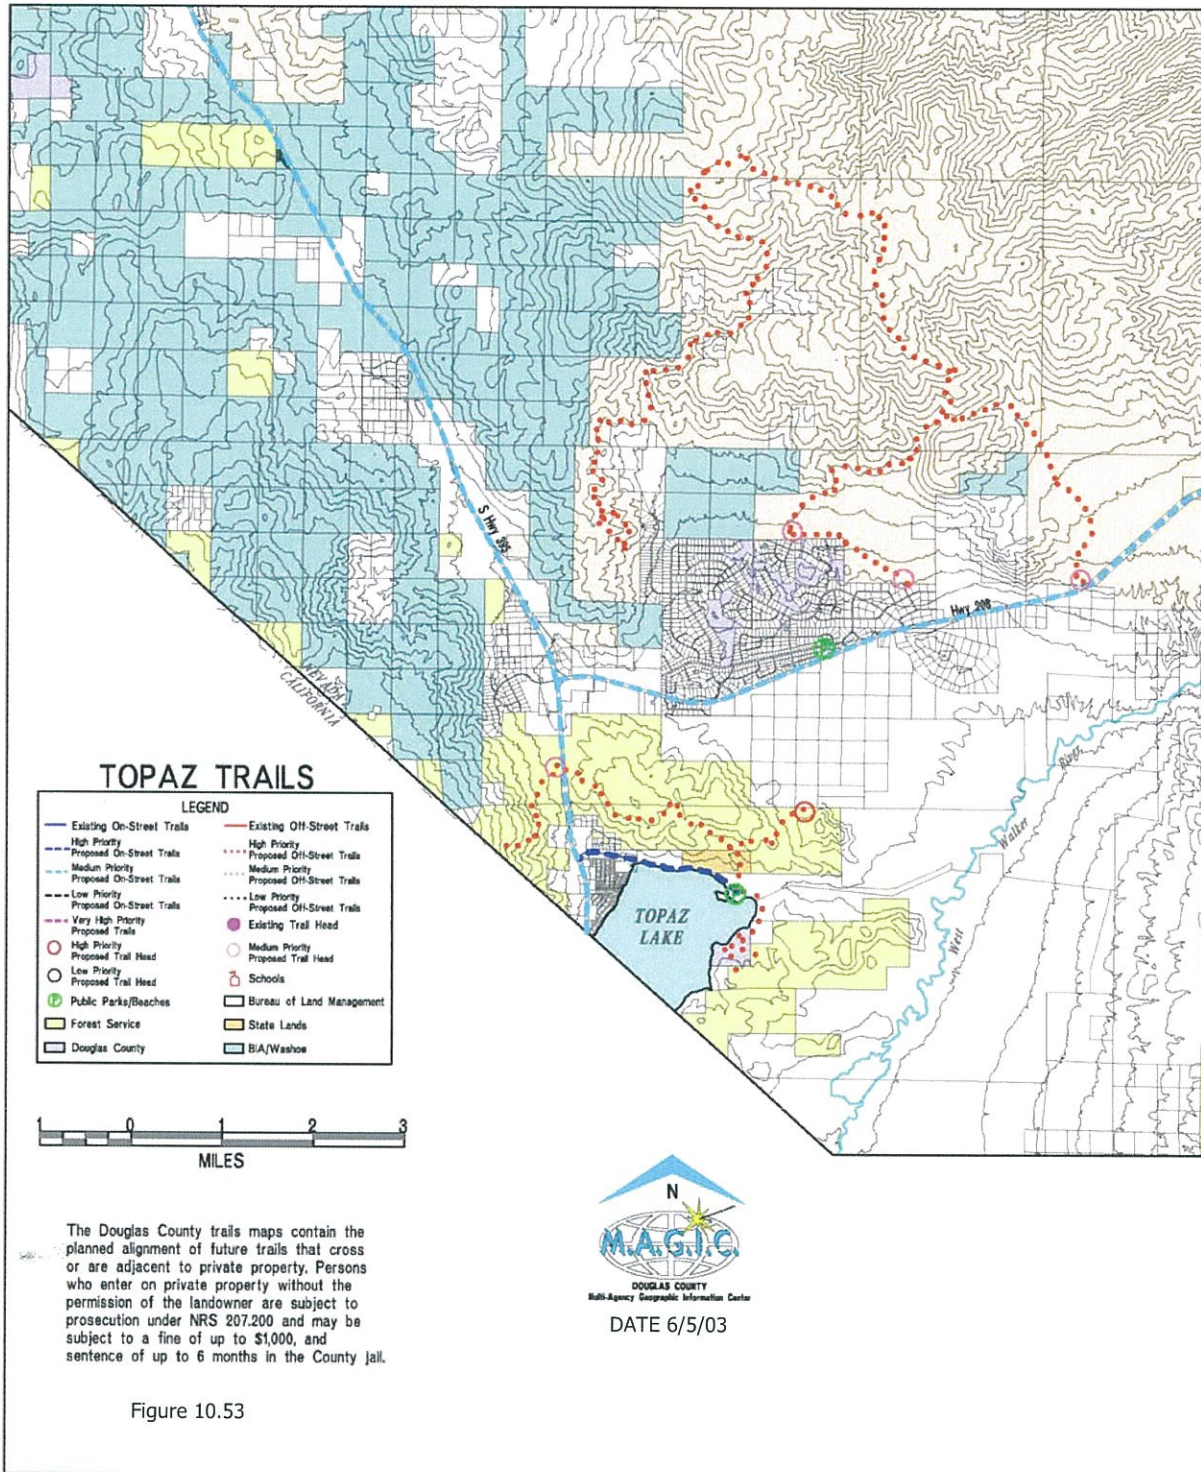 S Hwy 395
Hwy 208
NEVADA
CALIFORNIA
River
Walker
West
TOPAZ
LAKE
TOPAZ TRAILS
LEGEND
Existing On-Street Trails
High Priority
Proposed On-Street Trails
Medium Priority
Proposed On-Street Trails
Low Priority
Proposed On-Street Trails
Very High Priority
Proposed Trails
High Priority
Proposed Trail Head
Low Priority
Proposed Trail Head
Public Parks/Beaches
Forest Service
Douglas County
Existing Off-Street Trails
High Priority
Proposed Off-Street Trails
Medium Priority
Proposed Off-Street Trails
Low Priority
Proposed Off-Street Trails
Existing Trail Head
Medium Priority
Proposed Trail Head
Schools
Bureau of Land Management
State Lands
BIA/Washoe
1 0 1 2 3
MILES
The Douglas County trails maps contain the
planned alignment of future trails that cross
or are adjacent to private property. Persons
who enter on private property without the
permission of the landowner are subject to
prosecution under NRS 207.200 and may be
subject to a fine of up to $1,000, and
sentence of up to 6 months in the County jail.
Figure 10.53
N
M.A.G.I.C.
DOUGLAS COUNTY
Multi-Agency Geographic Information Center
DATE 6/5/03